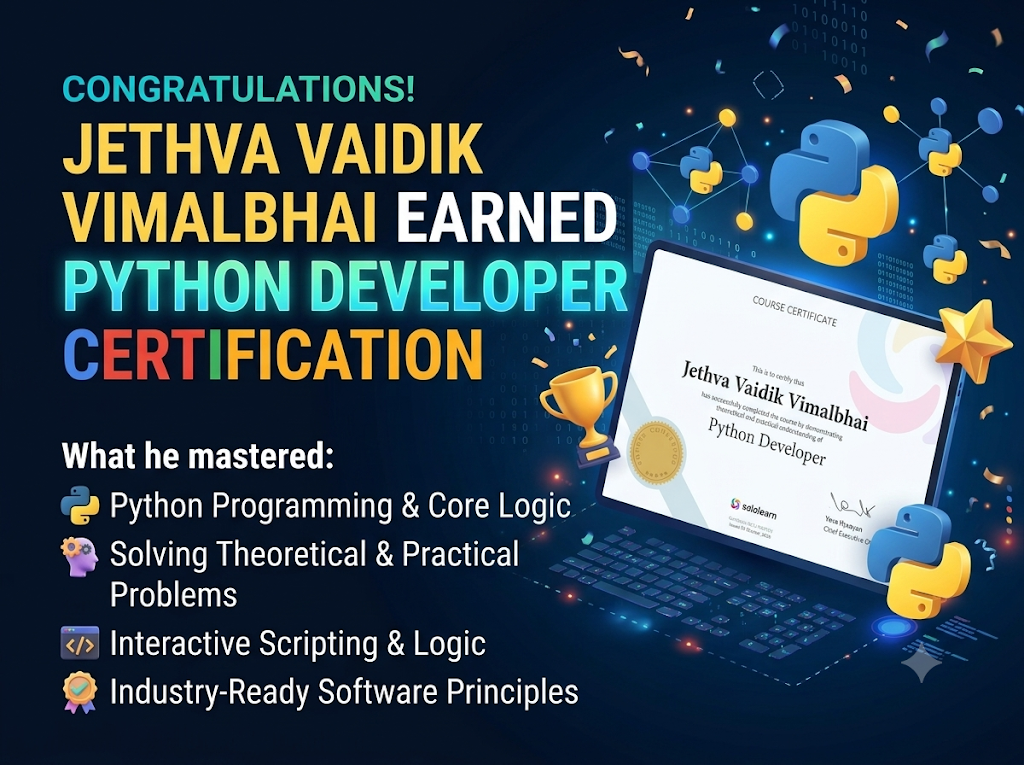 CONGRATULATIONS!
JETHVA VAIDIK
VIMALBHAI EARNED
PYTHON DEVELOPER
CERTIFICATION
What he mastered:
Python Programming & Core Logic
Solving Theoretical & Practical
Problems
Interactive Scripting & Logic
Industry-Ready Software Principles
COURSE CERTIFICATE
This is to certify that
Jethva Vaidik Vimalbhai
has successfully completed the course by demonstrating
theoretical and practical understanding of
Python Developer
sololearn
Chief Executive